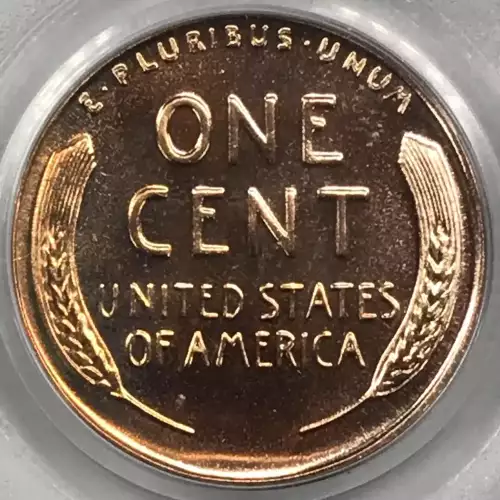 E·PLURIBUS·UNUM
ONE
CENT
UNITED STATES
OF AMERICA